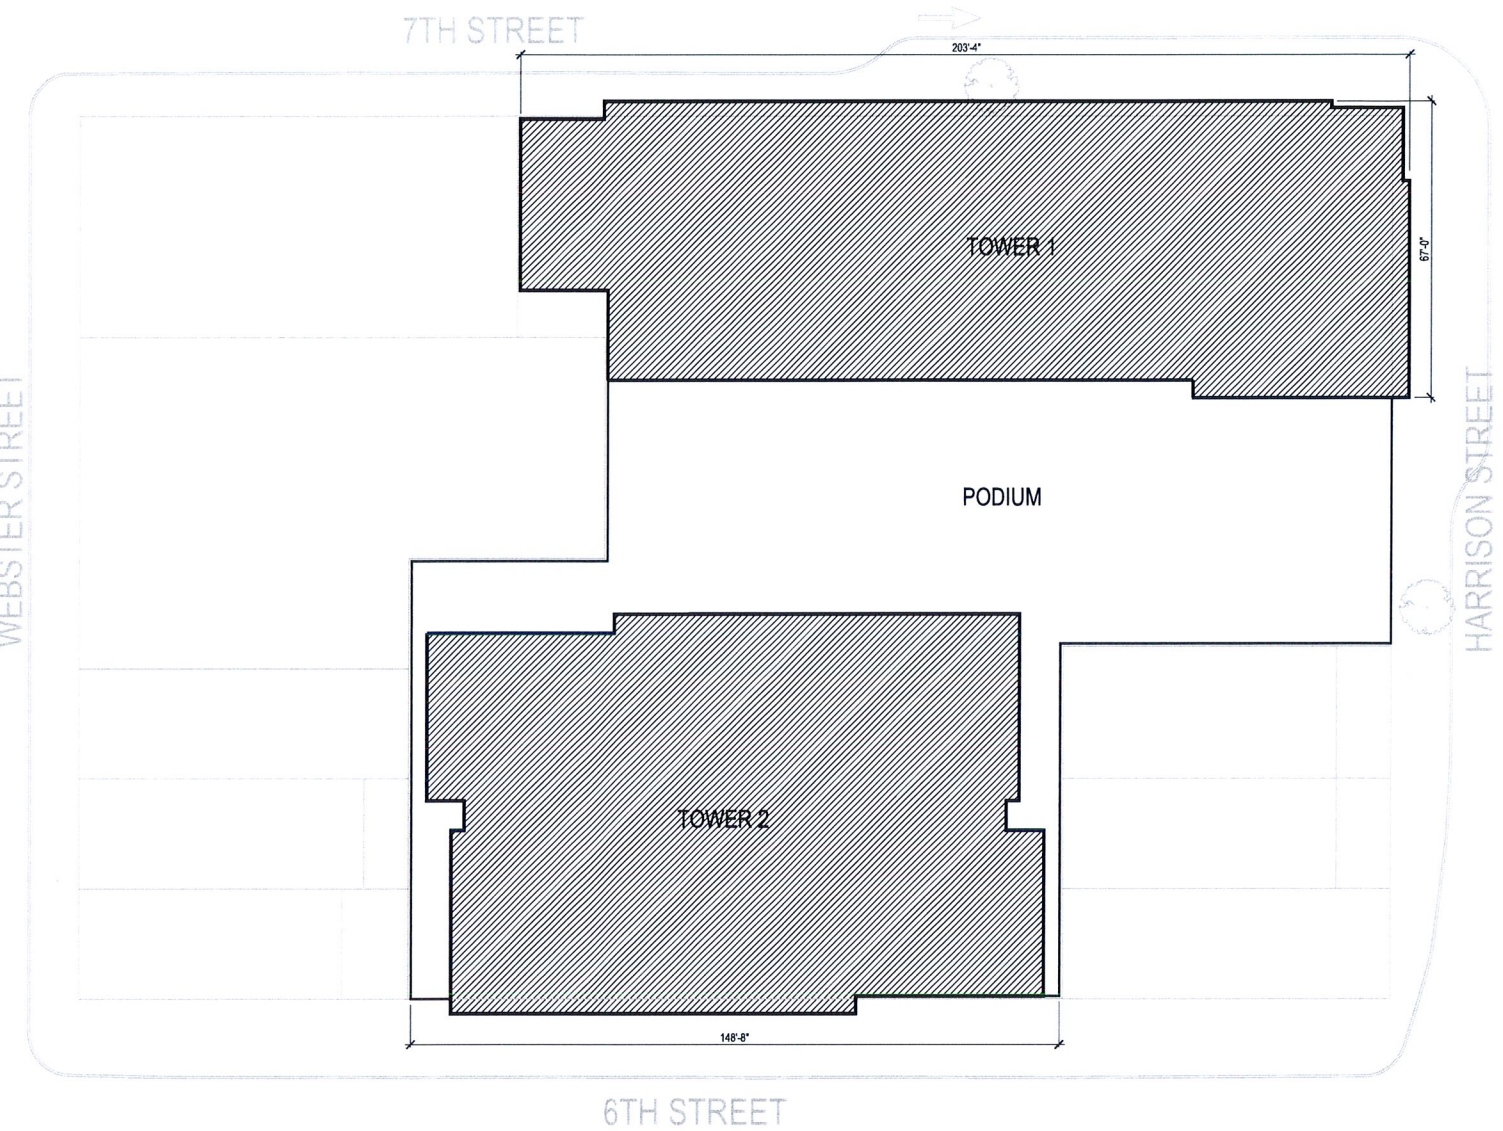 7TH STREET
203'-4"
TOWER 1
67'-0"
WEBSTER STREET
HARRISON STREET
PODIUM
TOWER 2
148'-8"
6TH STREET